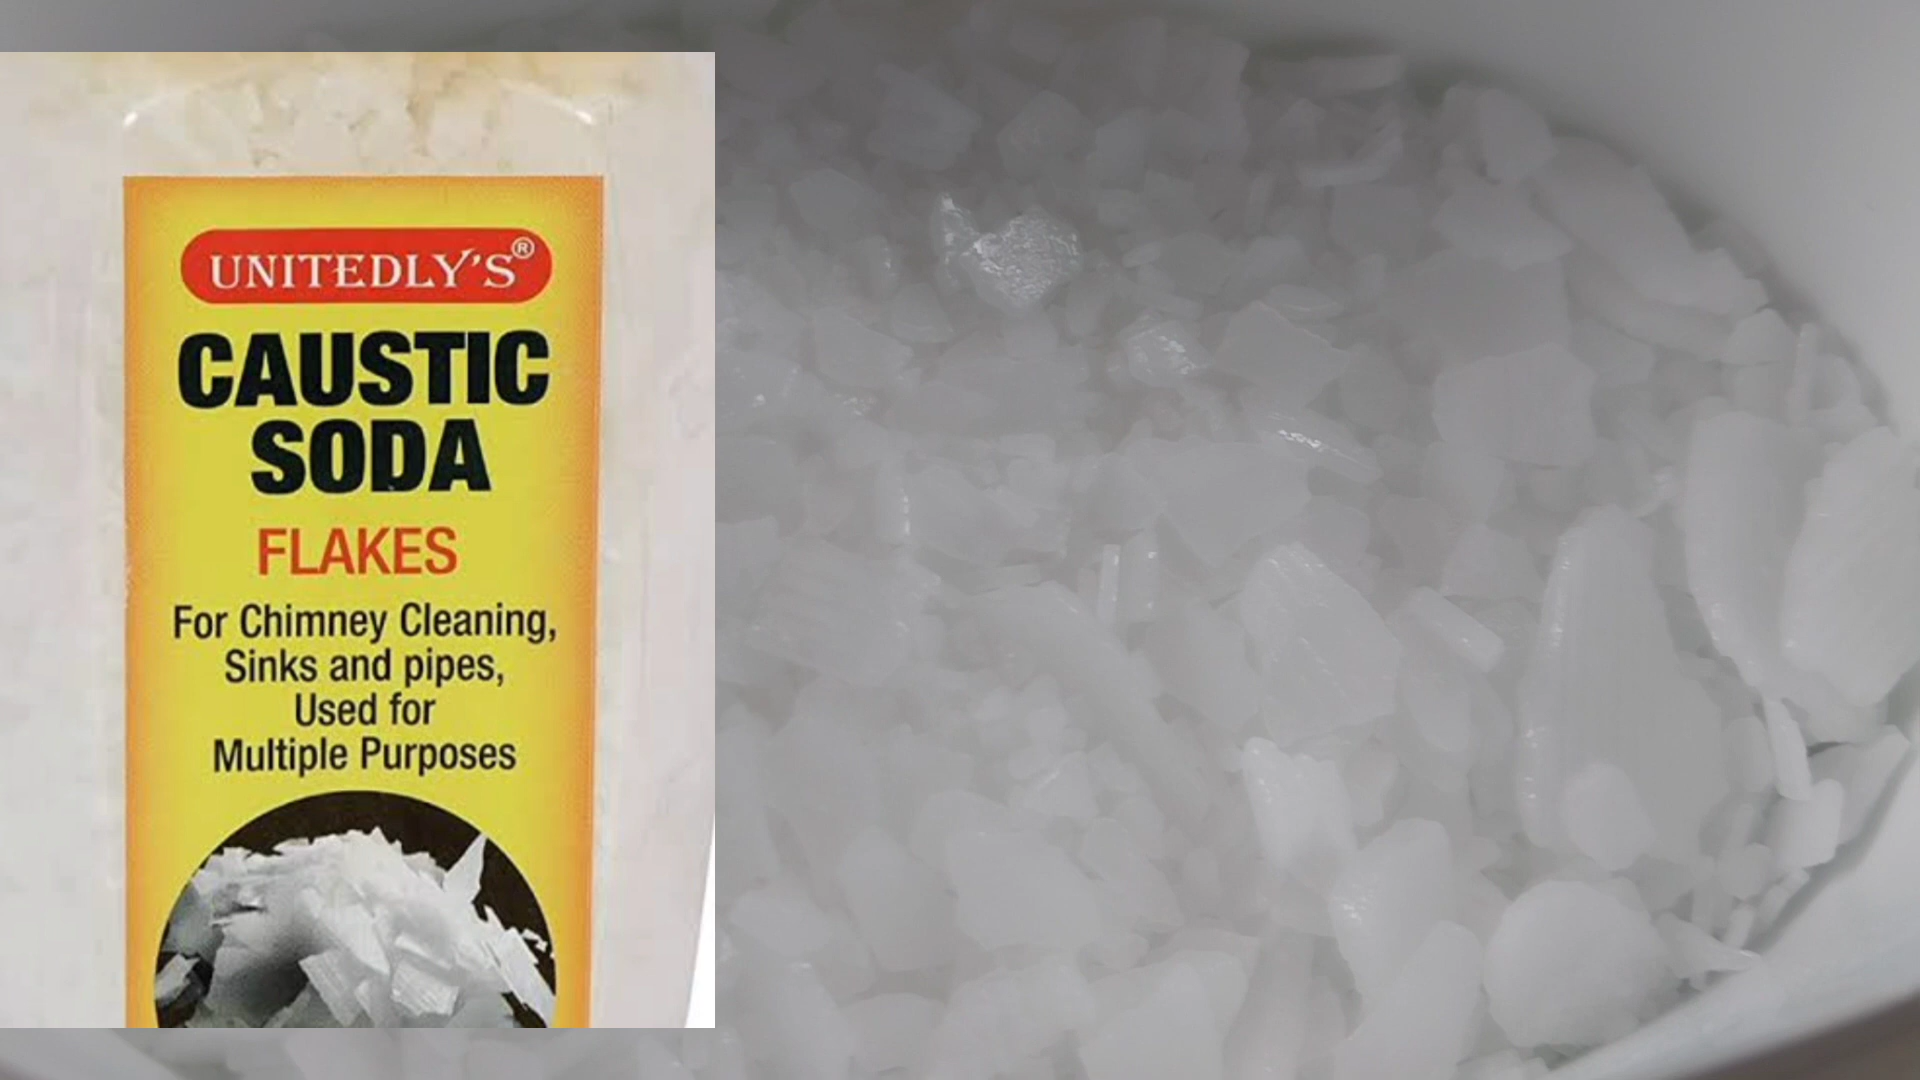 UNITEDLY'S®
CAUSTIC
SODA
FLAKES
For Chimney Cleaning,
Sinks and pipes,
Used for
Multiple Purposes